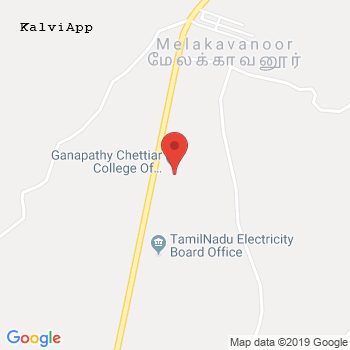 KalviApp
Melakavanoor
மேலக்காவனூர்
Ganapathy Chettiar
College Of...
TamilNadu Electricity
Board Office
Google
Map data ©2019 Google